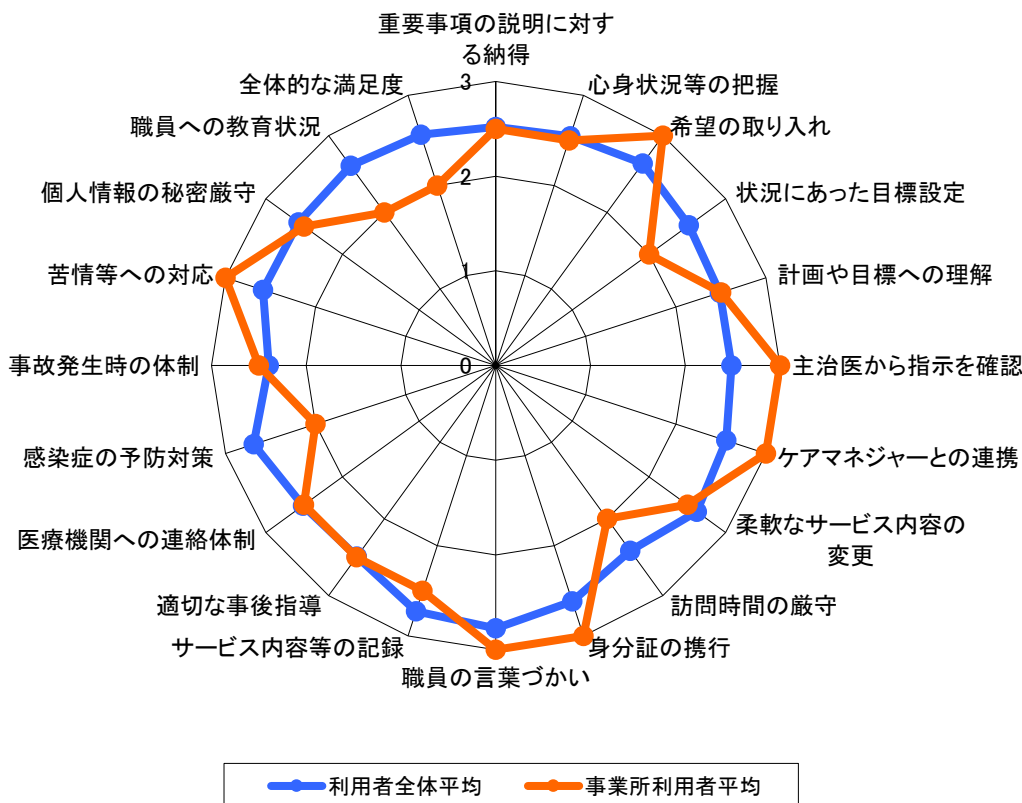 重要事項の説明に対す
る納得
心身状況等の把握
希望の取り入れ
状況にあった目標設定
計画や目標への理解
主治医から指示を確認
ケアマネジャーとの連携
柔軟なサービス内容の
変更
訪問時間の厳守
身分証の携行
職員の言葉づかい
サービス内容等の記録
適切な事後指導
医療機関への連絡体制
感染症の予防対策
事故発生時の体制
苦情等への対応
個人情報の秘密厳守
職員への教育状況
全体的な満足度
3
2
1
0
利用者全体平均
事業所利用者平均